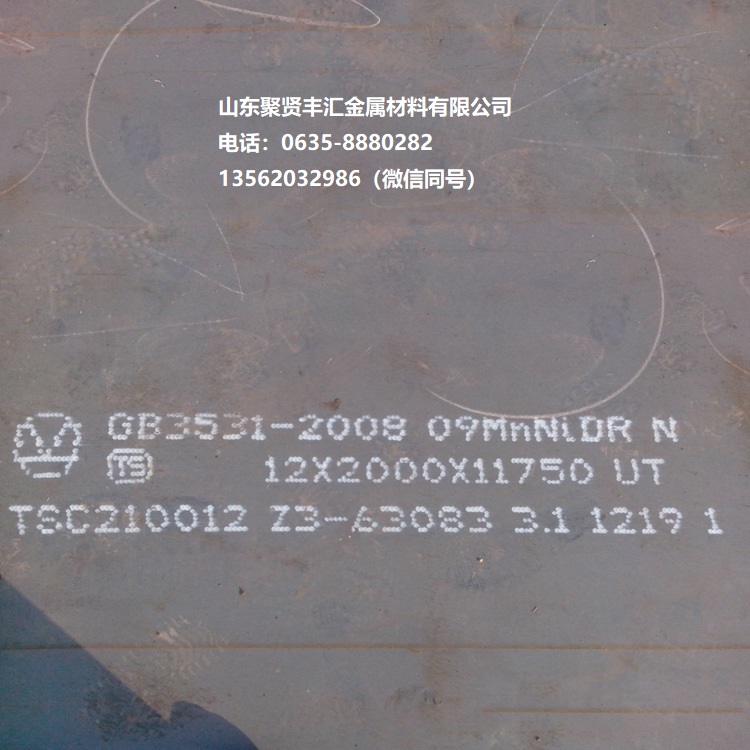 山东聚贤丰汇金属材料有限公司
电话：0635-8880282
13562032986（微信同号）
GB3531-2008 09MnNiDR N
TS 12X2000X11750 UT
TSC210012 Z3-63083 3.1 1219 1